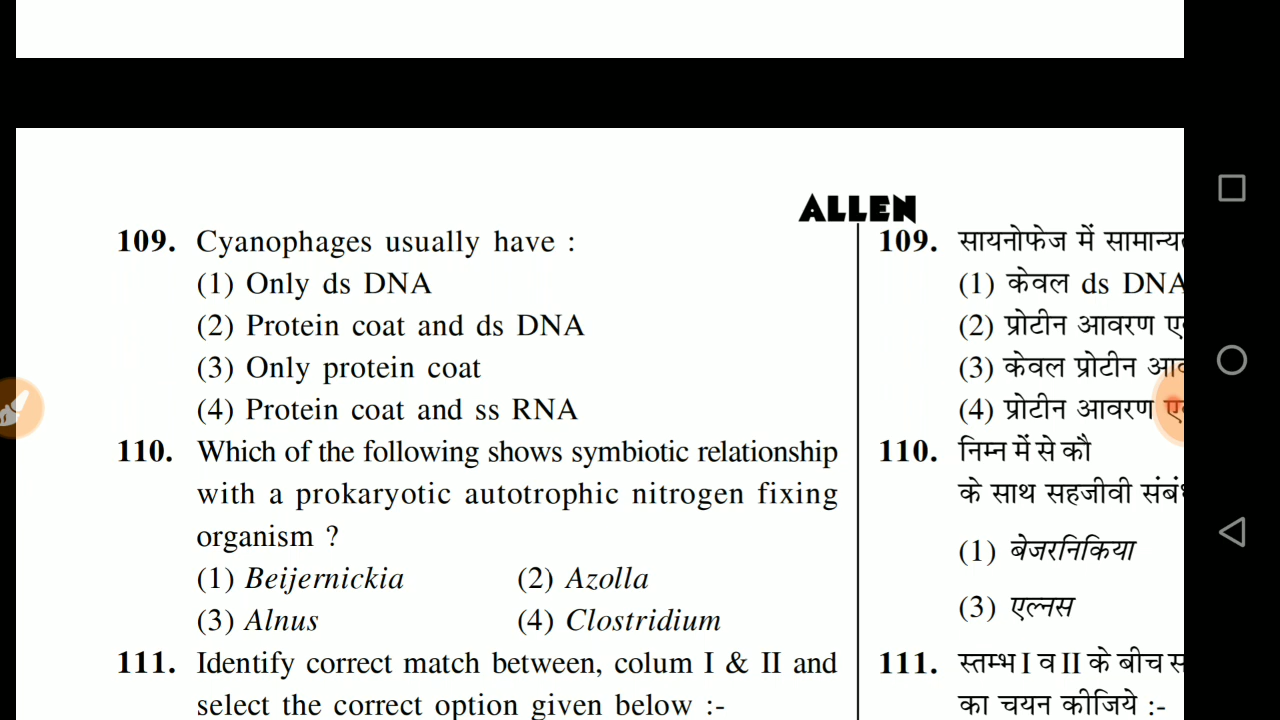 ALLEN
109. Cyanophages usually have :
(1) Only ds DNA
(2) Protein coat and ds DNA
(3) Only protein coat
(4) Protein coat and ss RNA
110. Which of the following shows symbiotic relationship
with a prokaryotic autotrophic nitrogen fixing
organism ?
(1) Beijernickia (2) Azolla
(3) Alnus (4) Clostridium
111. Identify correct match between, colum I & II and
select the correct option given below :-
109. सायनोफेज में
(1) केवल ds DNA
(2) प्रोटीन आवरण
(3) केवल प्रोटीन
(4) प्रोटीन आवरण
110. निम्न में से कौ
के साथ सहजीवी
(1) बेजरनिकिया
(3) एल्नस
111. स्तम्भ I व II के बीच
का चयन कीजिये :-